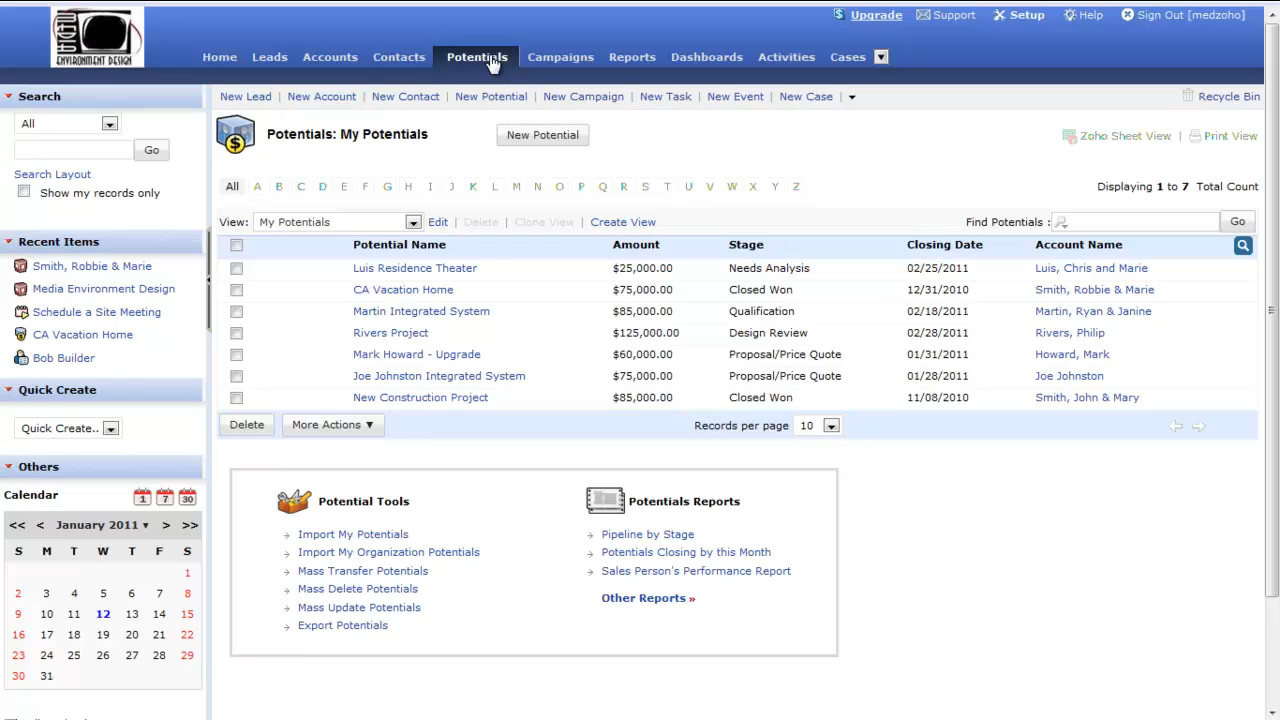 MEDIA
ENVIRONMENT DESIGN
$ Upgrade | Support Setup Help Sign Out [medzoho]
Home Leads Accounts Contacts Potentials Campaigns Reports Dashboards Activities Cases
Search
All
Go
Search Layout
Show my records only
Recent Items
Smith, Robbie & Marie
Media Environment Design
Schedule a Site Meeting
CA Vacation Home
Bob Builder
Quick Create
Quick Create..
Others
Calendar 1 7 30
<< < January 2011 > >>
S M T W T F S
1
2 3 4 5 6 7 8
9 10 11 12 13 14 15
16 17 18 19 20 21 22
23 24 25 26 27 28 29
30 31
New Lead | New Account | New Contact | New Potential | New Campaign | New Task | New Event | New Case | Recycle Bin
$ Potentials: My Potentials New Potential Zoho Sheet View | Print View
All A B C D E F G H I J K L M N O P Q R S T U V W X Y Z Displaying 1 to 7 Total Count
View: My Potentials Edit | Delete | Clone View | Create View Find Potentials : Go
Potential Name Amount Stage Closing Date Account Name
Luis Residence Theater $25,000.00 Needs Analysis 02/25/2011 Luis, Chris and Marie
CA Vacation Home $75,000.00 Closed Won 12/31/2010 Smith, Robbie & Marie
Martin Integrated System $85,000.00 Qualification 02/18/2011 Martin, Ryan & Janine
Rivers Project $125,000.00 Design Review 02/28/2011 Rivers, Philip
Mark Howard - Upgrade $60,000.00 Proposal/Price Quote 01/31/2011 Howard, Mark
Joe Johnston Integrated System $75,000.00 Proposal/Price Quote 01/28/2011 Joe Johnston
New Construction Project $85,000.00 Closed Won 11/08/2010 Smith, John & Mary
Delete More Actions ▼ Records per page 10
Potential Tools
Import My Potentials
Import My Organization Potentials
Mass Transfer Potentials
Mass Delete Potentials
Mass Update Potentials
Export Potentials
Potentials Reports
Pipeline by Stage
Potentials Closing by this Month
Sales Person's Performance Report
Other Reports »